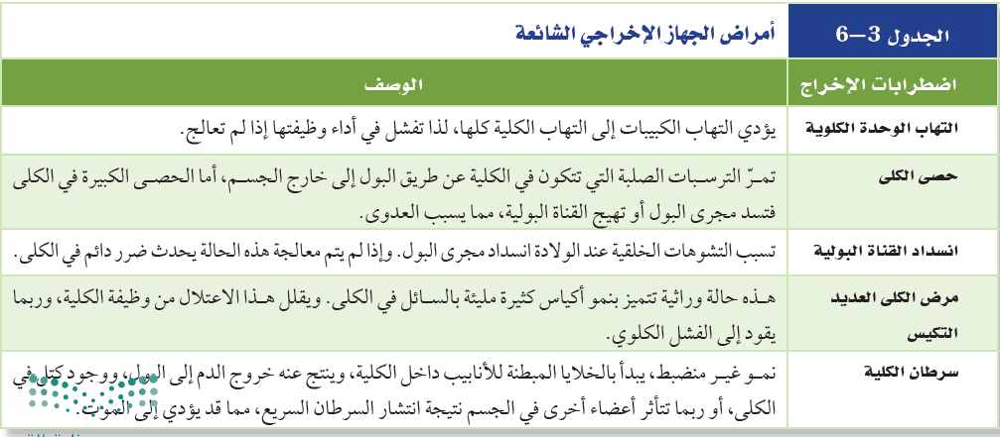 الجدول 3–6
أمراض الجهاز الإخراجي الشائعة
اضطرابات الإخراج
الوصف
التهاب الوحدة الكلوية
يؤدي التهاب الكبيبات إلى التهاب الكلية كلها، لذا تفشل في أداء وظيفتها إذا لم تعالج.
حصى الكلى
تمرّ الترسبات الصلبة التي تتكون في الكلية عن طريق البول إلى خارج الجسم، أما الحصى الكبيرة في الكلى
فتسد مجرى البول أو تهيج القناة البولية، مما يسبب العدوى.
انسداد القناة البولية
تسبب التشوهات الخلقية عند الولادة انسداد مجرى البول. وإذا لم يتم معالجة هذه الحالة يحدث ضرر دائم في الكلى.
مرض الكلى العديد
التكيس
هذه حالة وراثية تتميز بنمو أكياس كثيرة مليئة بالسائل في الكلى. ويقلل هذا الاعتلال من وظيفة الكلية، وربما
يقود إلى الفشل الكلوي.
سرطان الكلية
نمو غير منضبط، يبدأ بالخلايا المبطنة للأنابيب داخل الكلية، وينتج عنه خروج الدم إلى البول، ووجود كتل في
الكلى، أو ربما تتأثر أعضاء أخرى في الجسم نتيجة انتشار السرطان السريع، مما قد يؤدي إلى الموت.